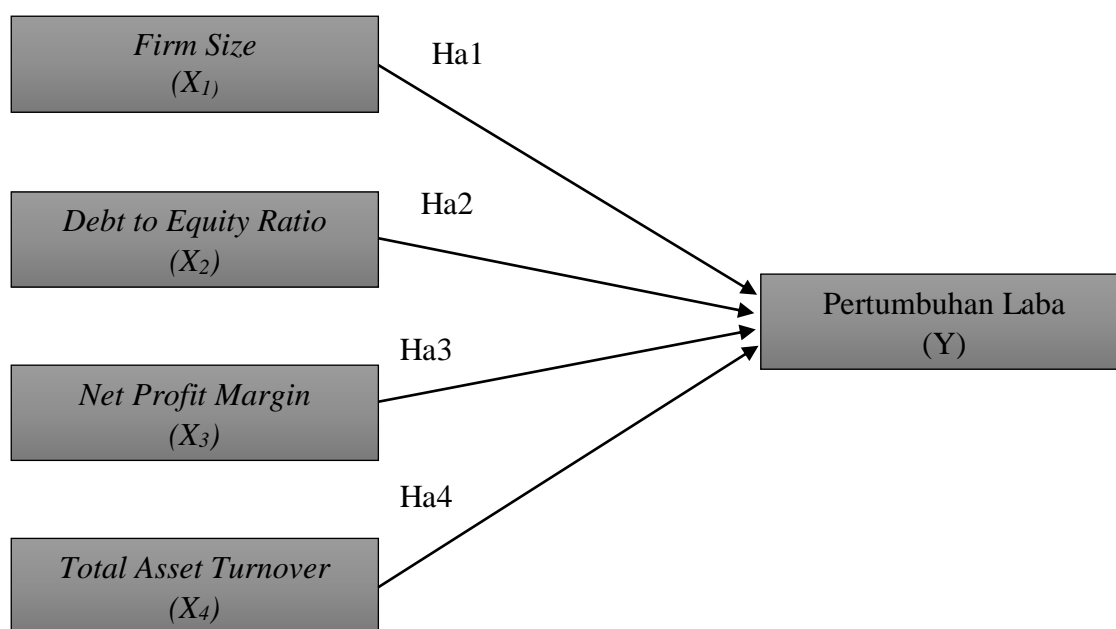 Firm Size
(X1)
Ha1
Debt to Equity Ratio
(X2)
Ha2
Net Profit Margin
(X3)
Ha3
Total Asset Turnover
(X4)
Ha4
Pertumbuhan Laba
(Y)